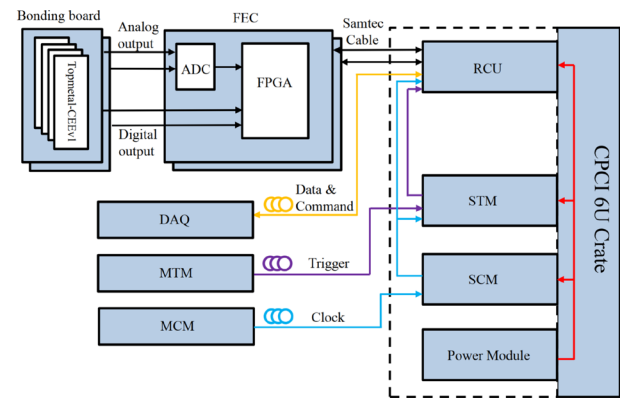 Bonding board
Analog
output
FEC
Samtec
Cable
Topmetal-CEEv1
ADC
FPGA
RCU
Digital
output
Data &
Command
DAQ
STM
MTM
Trigger
SCM
MCM
Clock
Power Module
CPCI 6U Crate